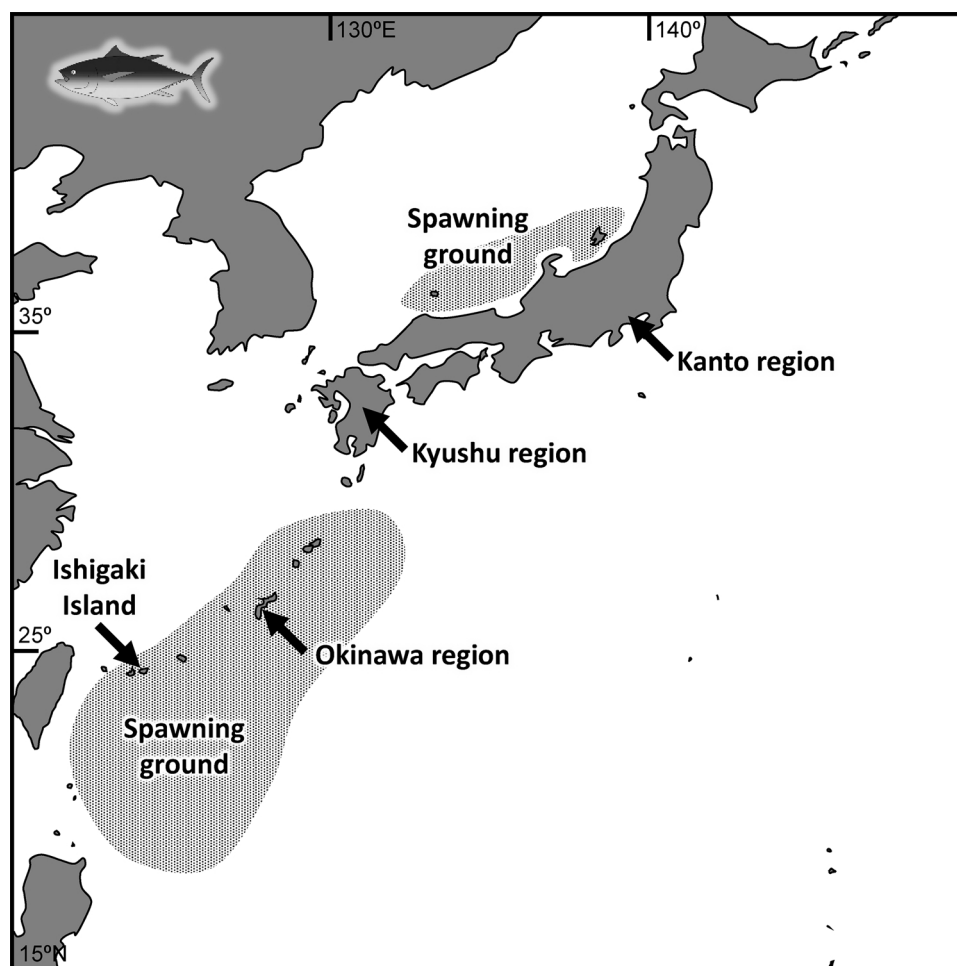 130ºE
140º
Spawning
ground
35º
Kanto region
Kyushu region
Ishigaki
Island
25º
Okinawa region
Spawning
ground
15ºN